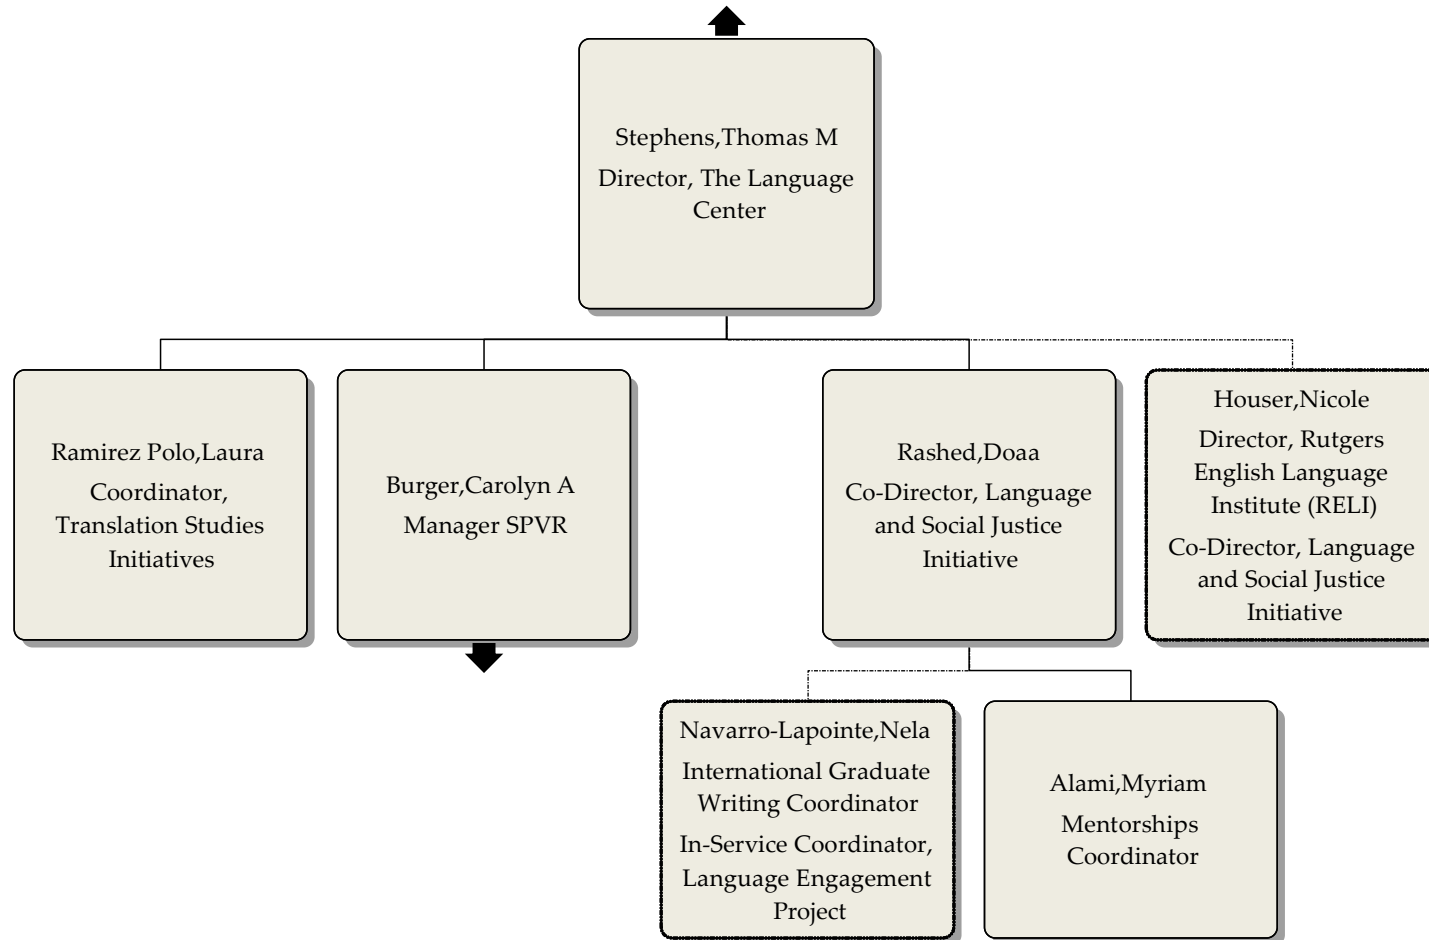 Stephens,Thomas M
Director, The Language
Center
Ramirez Polo,Laura
Coordinator,
Translation Studies
Initiatives
Burger,Carolyn A
Manager SPVR
Rashed,Doaa
Co-Director, Language
and Social Justice
Initiative
Houser,Nicole
Director, Rutgers
English Language
Institute (RELI)
Co-Director, Language
and Social Justice
Initiative
Navarro-Lapointe,Nela
International Graduate
Writing Coordinator
In-Service Coordinator,
Language Engagement
Project
Alami,Myriam
Mentorships
Coordinator